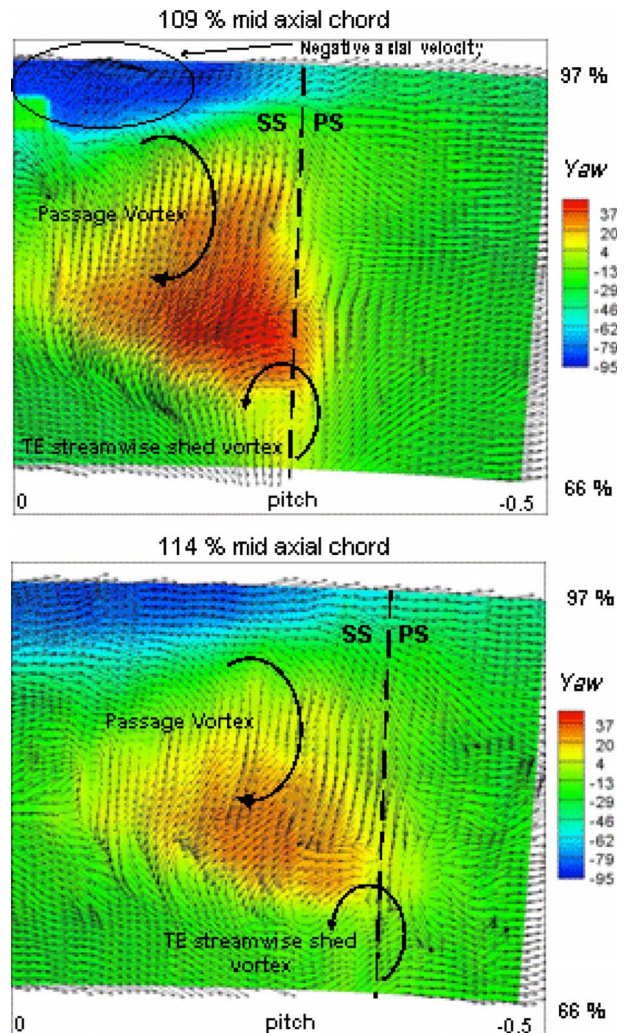 109 % mid axial chord
Negative axial velocity
97 %
SS PS
Yaw
Passage Vortex
37
20
4
-13
-29
-46
-62
-79
-95
TE streamwise shed vortex
66 %
0 pitch -0.5
114 % mid axial chord
97 %
SS PS
Yaw
Passage Vortex
37
20
4
-13
-29
-46
-62
-79
-95
TE streamwise shed
vortex
66 %
0 pitch -0.5